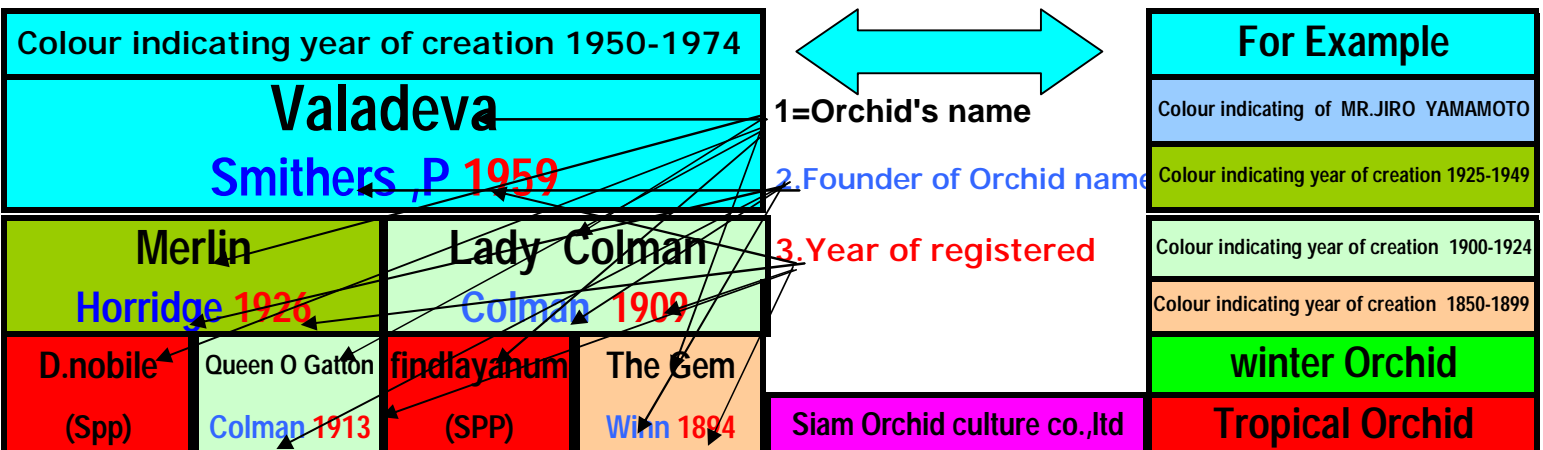 Colour indicating year of creation 1950-1974
Valadeva
Smithers ,P 1959
Merlin
Horridge 1926
Lady Colman
Colman 1909
D.nobile
(Spp)
Queen O Gatton
Colman 1913
findlayanum
(SPP)
The Gem
Winn 1894
1=Orchid's name
2.Founder of Orchid name
3.Year of registered
Siam Orchid culture co.,ltd
For Example
Colour indicating of MR.JIRO YAMAMOTO
Colour indicating year of creation 1925-1949
Colour indicating year of creation 1900-1924
Colour indicating year of creation 1850-1899
winter Orchid
Tropical Orchid